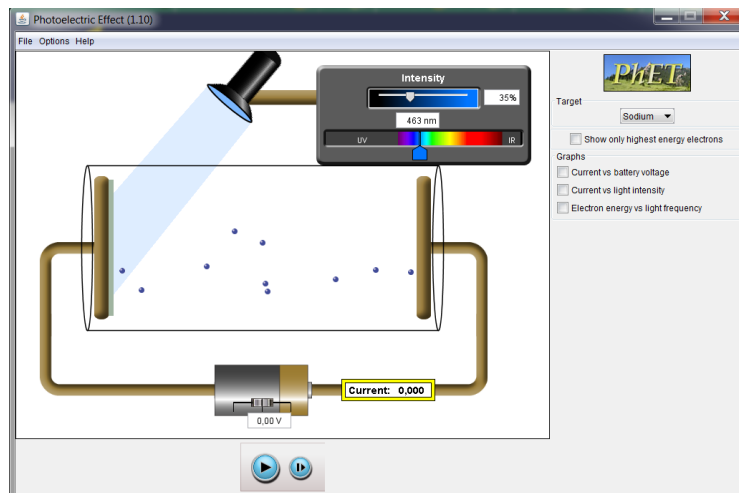 Photoelectric Effect (1.10)
File Options Help
Intensity
35%
463 nm
UV
IR
PhET
Target
Sodium
Show only highest energy electrons
Graphs
Current vs battery voltage
Current vs light intensity
Electron energy vs light frequency
Current: 0,000
0,00 V